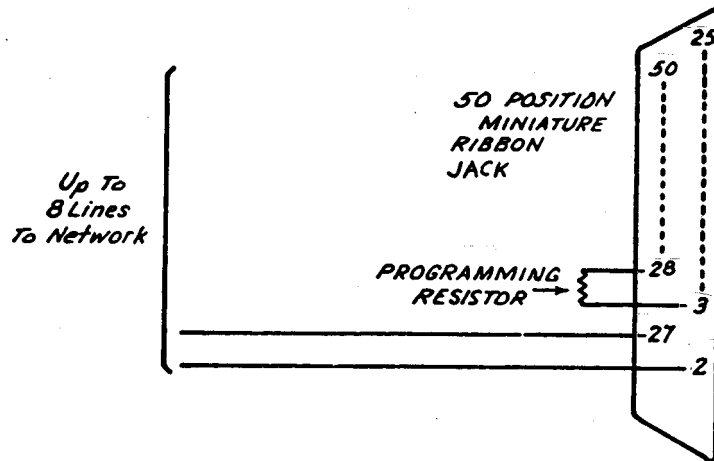 25
50
50 POSITION
MINIATURE
RIBBON
JACK
Up To
8 Lines
To Network
PROGRAMMING
RESISTOR
28
3
27
2